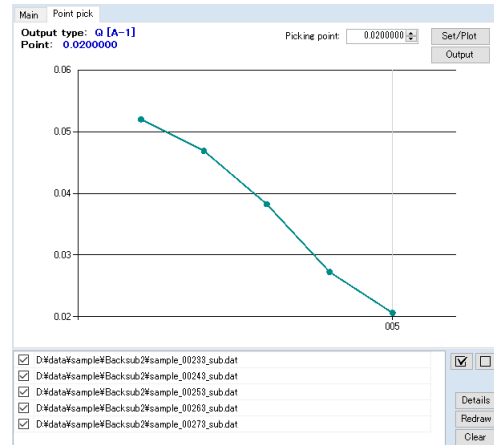 Main Point pick
Output type: Q [A-1]
Point: 0.0200000
Picking point: 0.0200000 Set/Plot
Output
0.06
0.05
0.04
0.03
0.02
005
D:¥data¥sample¥Backsub2¥sample_00233_sub.dat
D:¥data¥sample¥Backsub2¥sample_00243_sub.dat
D:¥data¥sample¥Backsub2¥sample_00253_sub.dat
D:¥data¥sample¥Backsub2¥sample_00263_sub.dat
D:¥data¥sample¥Backsub2¥sample_00273_sub.dat
Details
Redraw
Clear